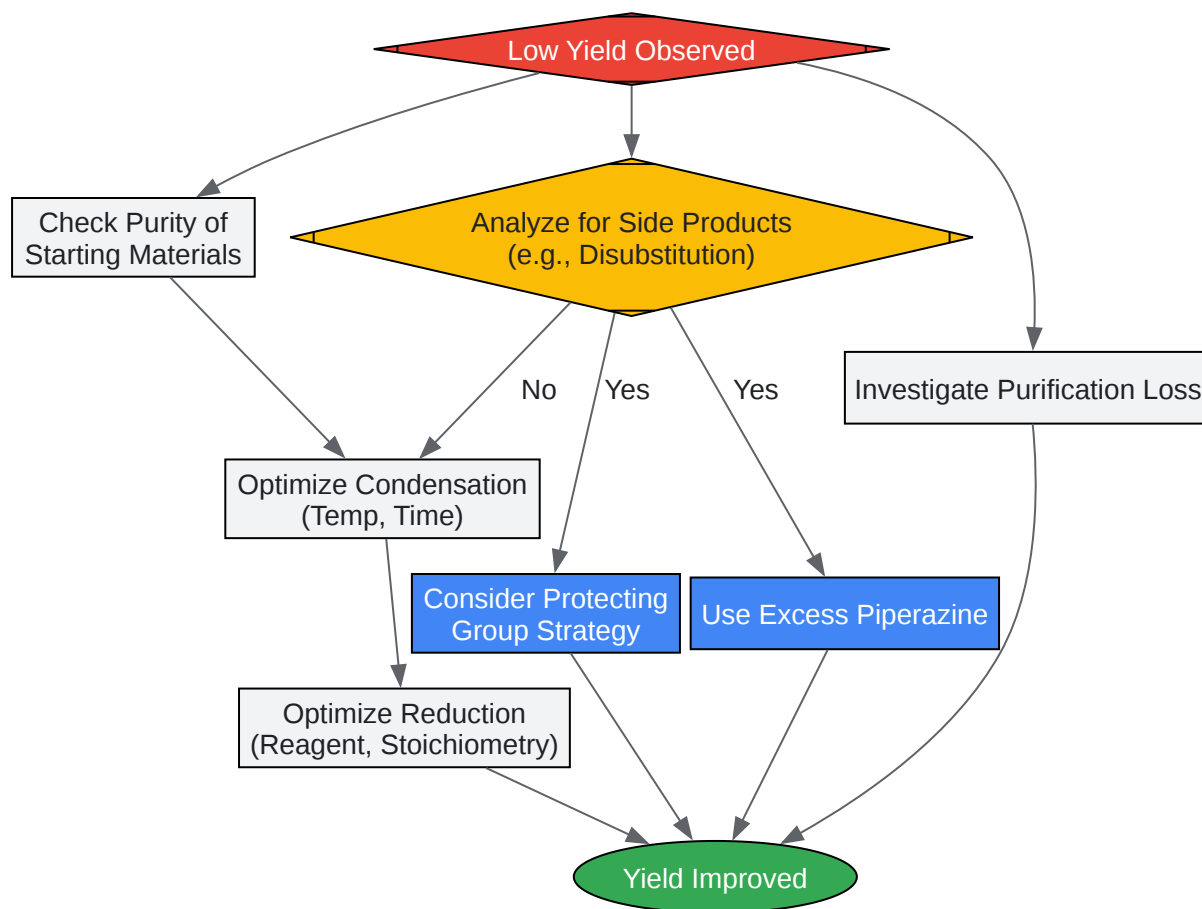 Low Yield Observed
Check Purity of
Starting Materials
Analyze for Side Products
(e.g., Disubstitution)
No
Yes
Yes
Investigate Purification Loss
Optimize Condensation
(Temp, Time)
Consider Protecting
Group Strategy
Use Excess Piperazine
Optimize Reduction
(Reagent, Stoichiometry)
Yield Improved